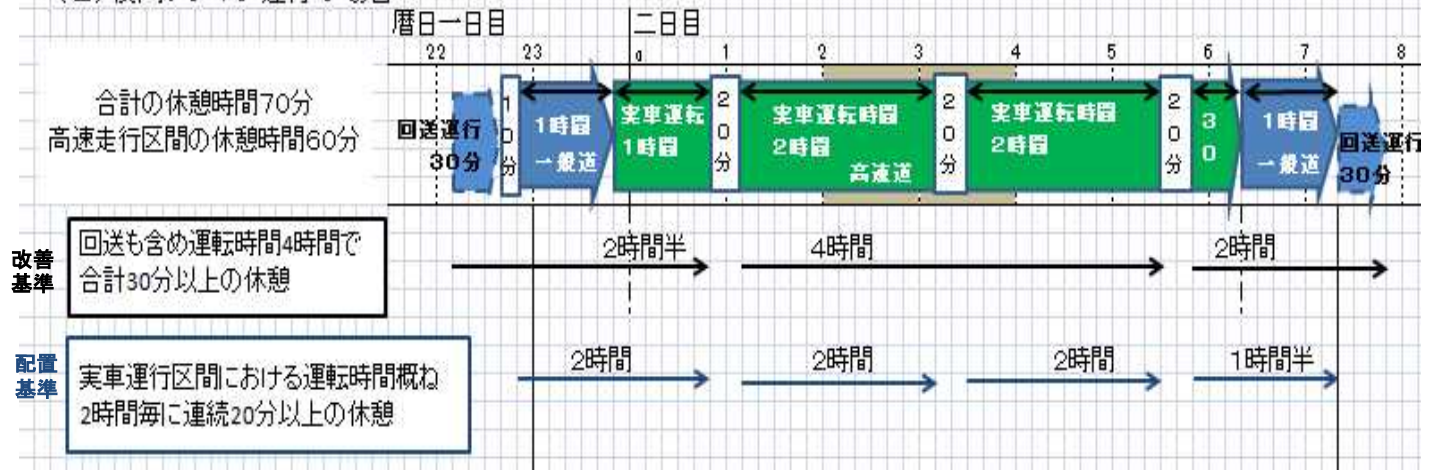 暦日一日目
二日目
22 23 0 1 2 3 4 5 6 7 8
合計の休憩時間70分
高速走行区間の休憩時間60分
回送運行
30分
10分
1時間
一般道
実車運転
1時間
20分
実車運転時間
2時間
高速道
20分
実車運転時間
2時間
20分
30
1時間
一般道
回送運行
30分
改善
基準
回送も含め運転時間4時間で
合計30分以上の休憩
2時間半
4時間
2時間
配置
基準
実車運行区間における運転時間概ね
2時間毎に連続20分以上の休憩
2時間
2時間
2時間
1時間半